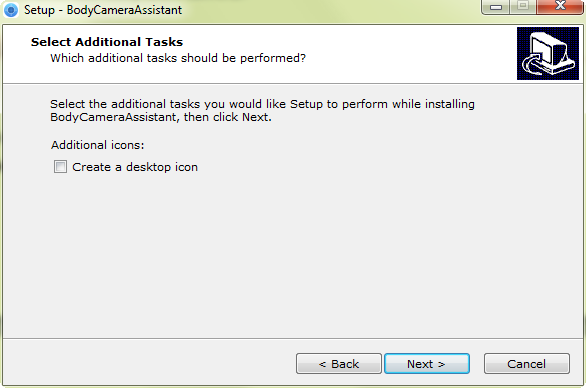 Setup - BodyCameraAssistant
Select Additional Tasks
Which additional tasks should be performed?
Select the additional tasks you would like Setup to perform while installing
BodyCameraAssistant, then click Next.
Additional icons:
Create a desktop icon
< Back
Next >
Cancel